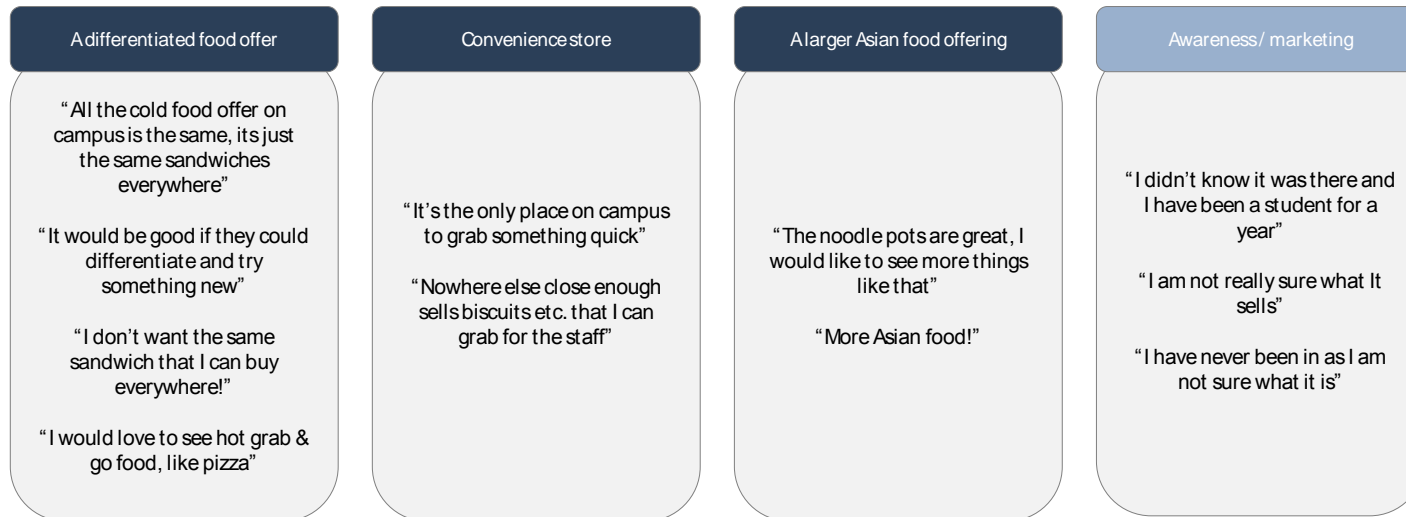 A differentiated food offer
“All the cold food offer on
campus is the same, its just
the same sandwiches
everywhere”
“It would be good if they could
differentiate and try
something new”
“I don’t want the same
sandwich that I can buy
everywhere!”
“I would love to see hot grab &
go food, like pizza”
Convenience store
“It’s the only place on campus
to grab something quick”
“Nowhere else close enough
sells biscuits etc. that I can
grab for the staff”
A larger Asian food offering
“The noodle pots are great, I
would like to see more things
like that”
“More Asian food!”
Awareness/ marketing
“I didn’t know it was there and
I have been a student for a
year”
“I am not really sure what It
sells”
“I have never been in as I am
not sure what it is”